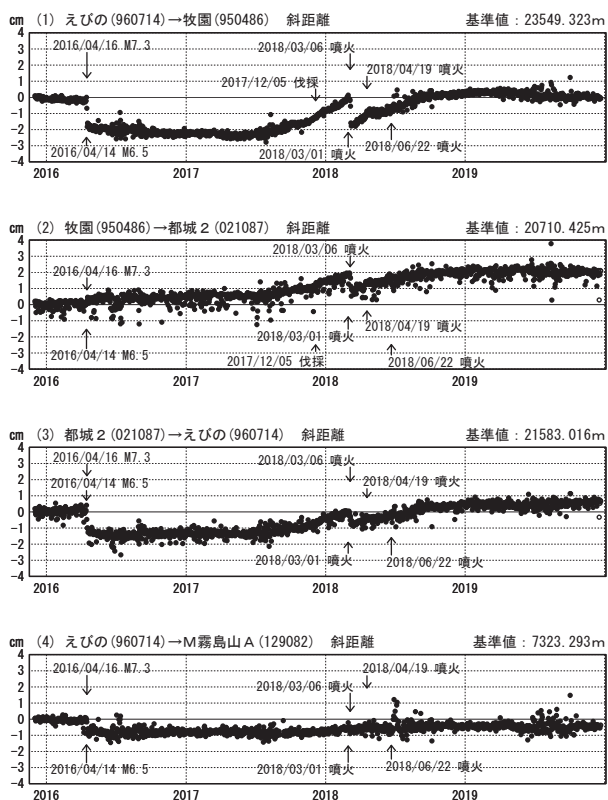 cm (1) えびの(960714)→牧園(950486) 斜距離 基準値：23549.323m
4
3
2
1
0
-1
-2
-3
-4
2016/04/16 M7.3
2018/03/06 噴火
2018/04/19 噴火
2017/12/05 伐採
2016/04/14 M6.5
2018/03/01 噴火
2018/06/22 噴火
2016 2017 2018 2019
cm (2) 牧園(950486)→都城２(021087) 斜距離 基準値：20710.425m
4
3
2
1
0
-1
-2
-3
-4
2018/03/06 噴火
2016/04/16 M7.3
2018/04/19 噴火
2018/03/01 噴火
2016/04/14 M6.5
2017/12/05 伐採
2018/06/22 噴火
2016 2017 2018 2019
cm (3) 都城２(021087)→えびの(960714) 斜距離 基準値：21583.016m
4
3
2
1
0
-1
-2
-3
-4
2016/04/16 M7.3
2018/03/06 噴火
2016/04/14 M6.5
2018/04/19 噴火
2018/03/01 噴火
2018/06/22 噴火
2016 2017 2018 2019
cm (4) えびの(960714)→Ｍ霧島山Ａ(129082) 斜距離 基準値：7323.293m
4
3
2
1
0
-1
-2
-3
-4
2016/04/16 M7.3
2018/04/19 噴火
2018/03/06 噴火
2016/04/14 M6.5
2018/03/01 噴火
2018/06/22 噴火
2016 2017 2018 2019